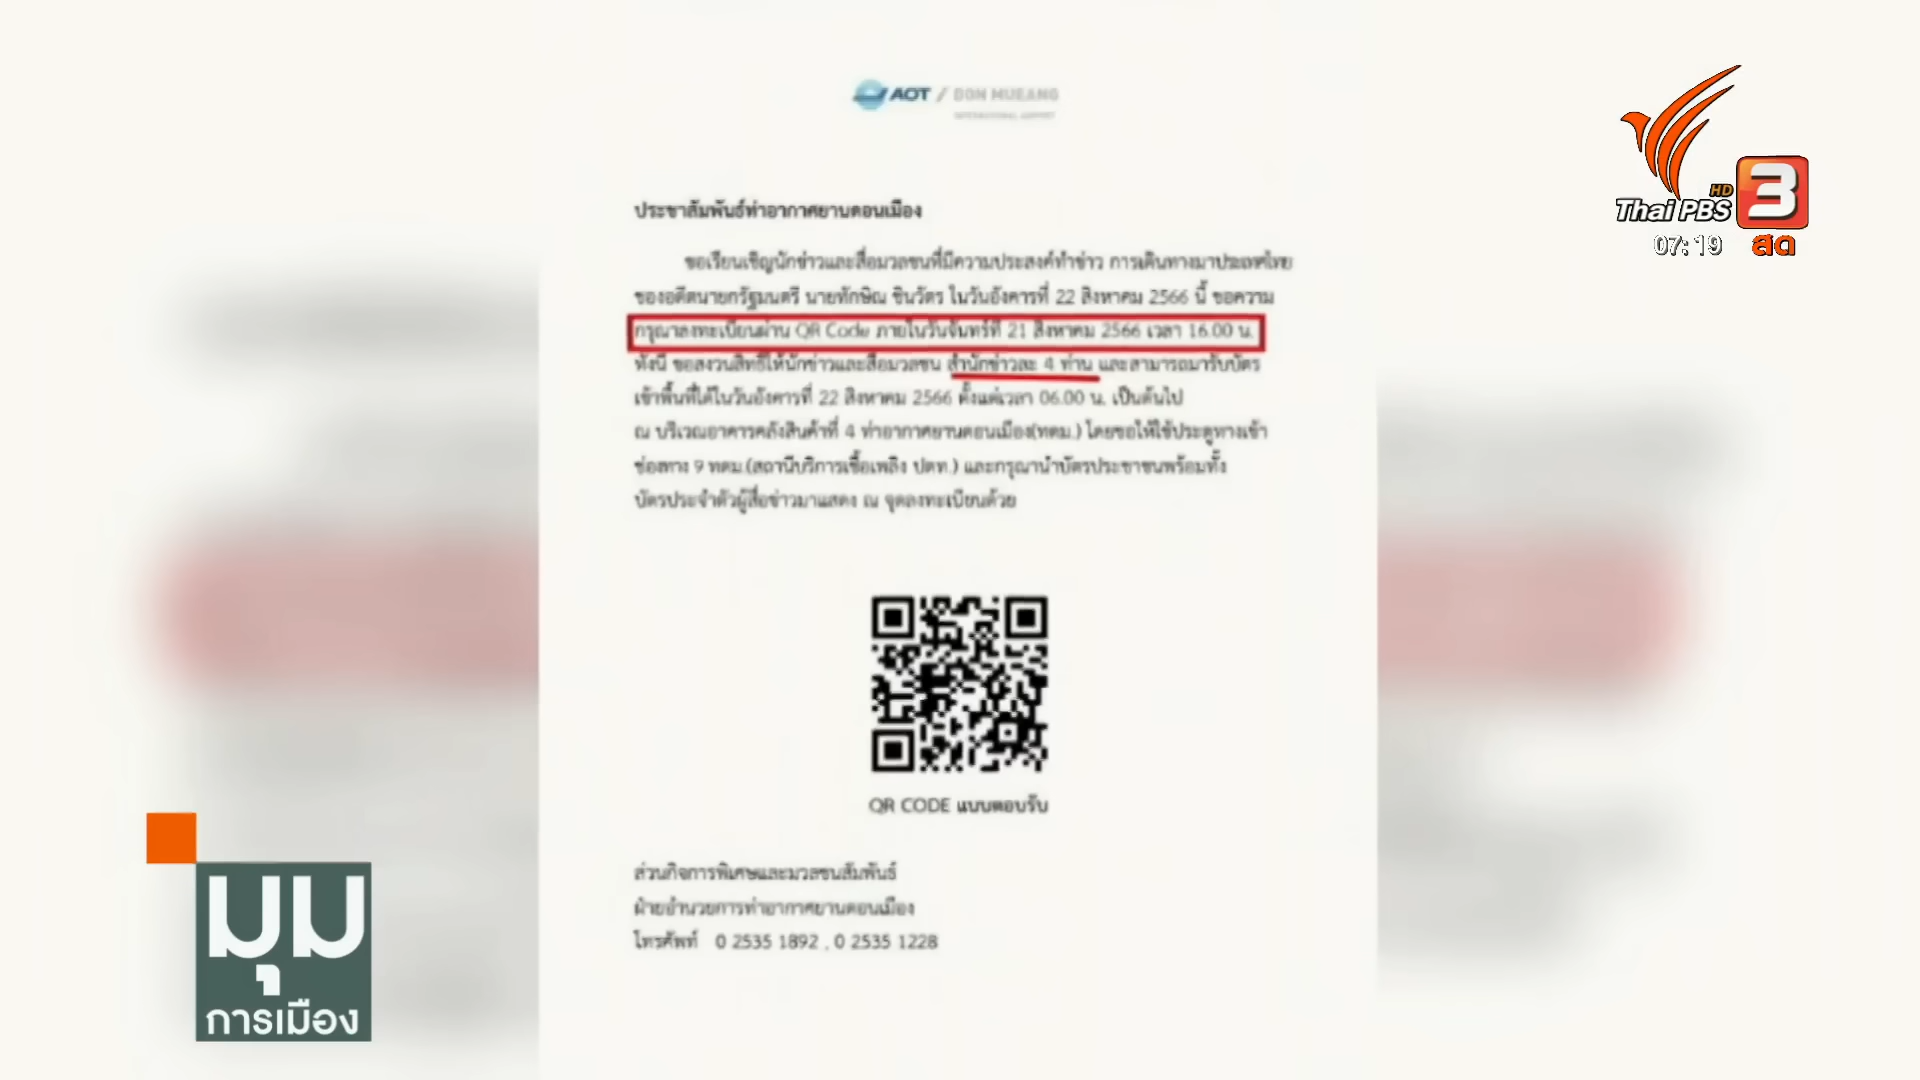 AOT / DON MUEANG
INTERNATIONAL AIRPORT
Thai PBS HD 3
07:19 สด
ประชาสัมพันธ์ท่าอากาศยานดอนเมือง
ขอเรียนเชิญนักข่าวและสื่อมวลชนที่มีความประสงค์ทำข่าว การเดินทางมาประเทศไทย
ของอดีตนายกรัฐมนตรี นายทักษิณ ชินวัตร ในวันอังคารที่ 22 สิงหาคม 2566 นี้ ขอความ
กรุณาลงทะเบียนผ่าน QR Code ภายในวันจันทร์ที่ 21 สิงหาคม 2566 เวลา 16.00 น.
ทั้งนี้ ขอสงวนสิทธิ์ให้นักข่าวและสื่อมวลชน สำนักข่าวละ 4 ท่าน และสามารถมารับบัตร
เข้าพื้นที่ได้ในวันอังคารที่ 22 สิงหาคม 2566 ตั้งแต่เวลา 06.00 น. เป็นต้นไป
ณ บริเวณอาคารคลังสินค้าที่ 4 ท่าอากาศยานดอนเมือง(ทดม.) โดยขอให้ใช้ประตูทางเข้า
ช่องทาง 9 ทดม.(สถานีบริการเชื้อเพลิง ปตท.) และกรุณานำบัตรประชาชนพร้อมทั้ง
บัตรประจำตัวผู้สื่อข่าวมาแสดง ณ จุดลงทะเบียนด้วย
QR CODE แบบตอบรับ
ส่วนกิจการพิเศษและมวลชนสัมพันธ์
ฝ่ายอำนวยการท่าอากาศยานดอนเมือง
โทรศัพท์ 0 2535 1892 , 0 2535 1228
มุม
การเมือง